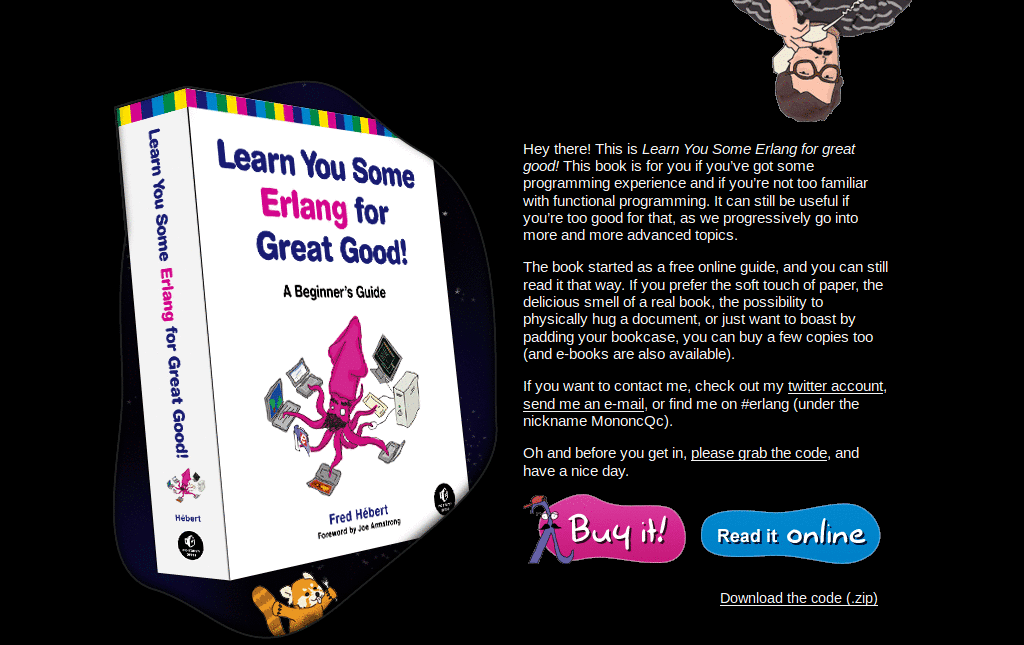 Learn You Some Erlang for Great Good!
Hébert
Learn You Some
Erlang for
Great Good!
A Beginner's Guide
Fred Hébert
Foreword by Joe Armstrong
Hey there! This is Learn You Some Erlang for great
good! This book is for you if you've got some
programming experience and if you're not too familiar
with functional programming. It can still be useful if
you're too good for that, as we progressively go into
more and more advanced topics.
The book started as a free online guide, and you can still
read it that way. If you prefer the soft touch of paper, the
delicious smell of a real book, the possibility to
physically hug a document, or just want to boast by
padding your bookcase, you can buy a few copies too
(and e-books are also available).
If you want to contact me, check out my twitter account,
send me an e-mail, or find me on #erlang (under the
nickname MononcQc).
Oh and before you get in, please grab the code, and
have a nice day.
Buy it!
Read it online
Download the code (.zip)